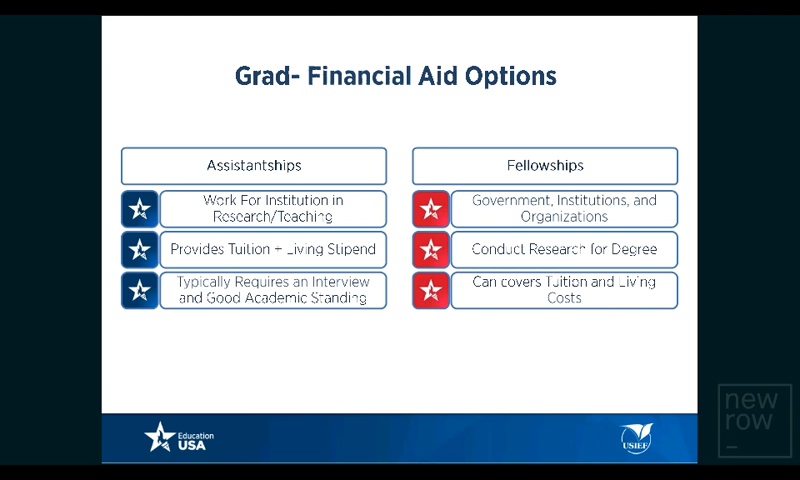 Grad- Financial Aid Options
Assistantships
Work For Institution in
Research/Teaching
Provides Tuition + Living Stipend
Typically Requires an Interview
and Good Academic Standing
Fellowships
Government, Institutions, and
Organizations
Conduct Research for Degree
Can covers Tuition and Living
Costs
Education
USA
USIEF
new
row